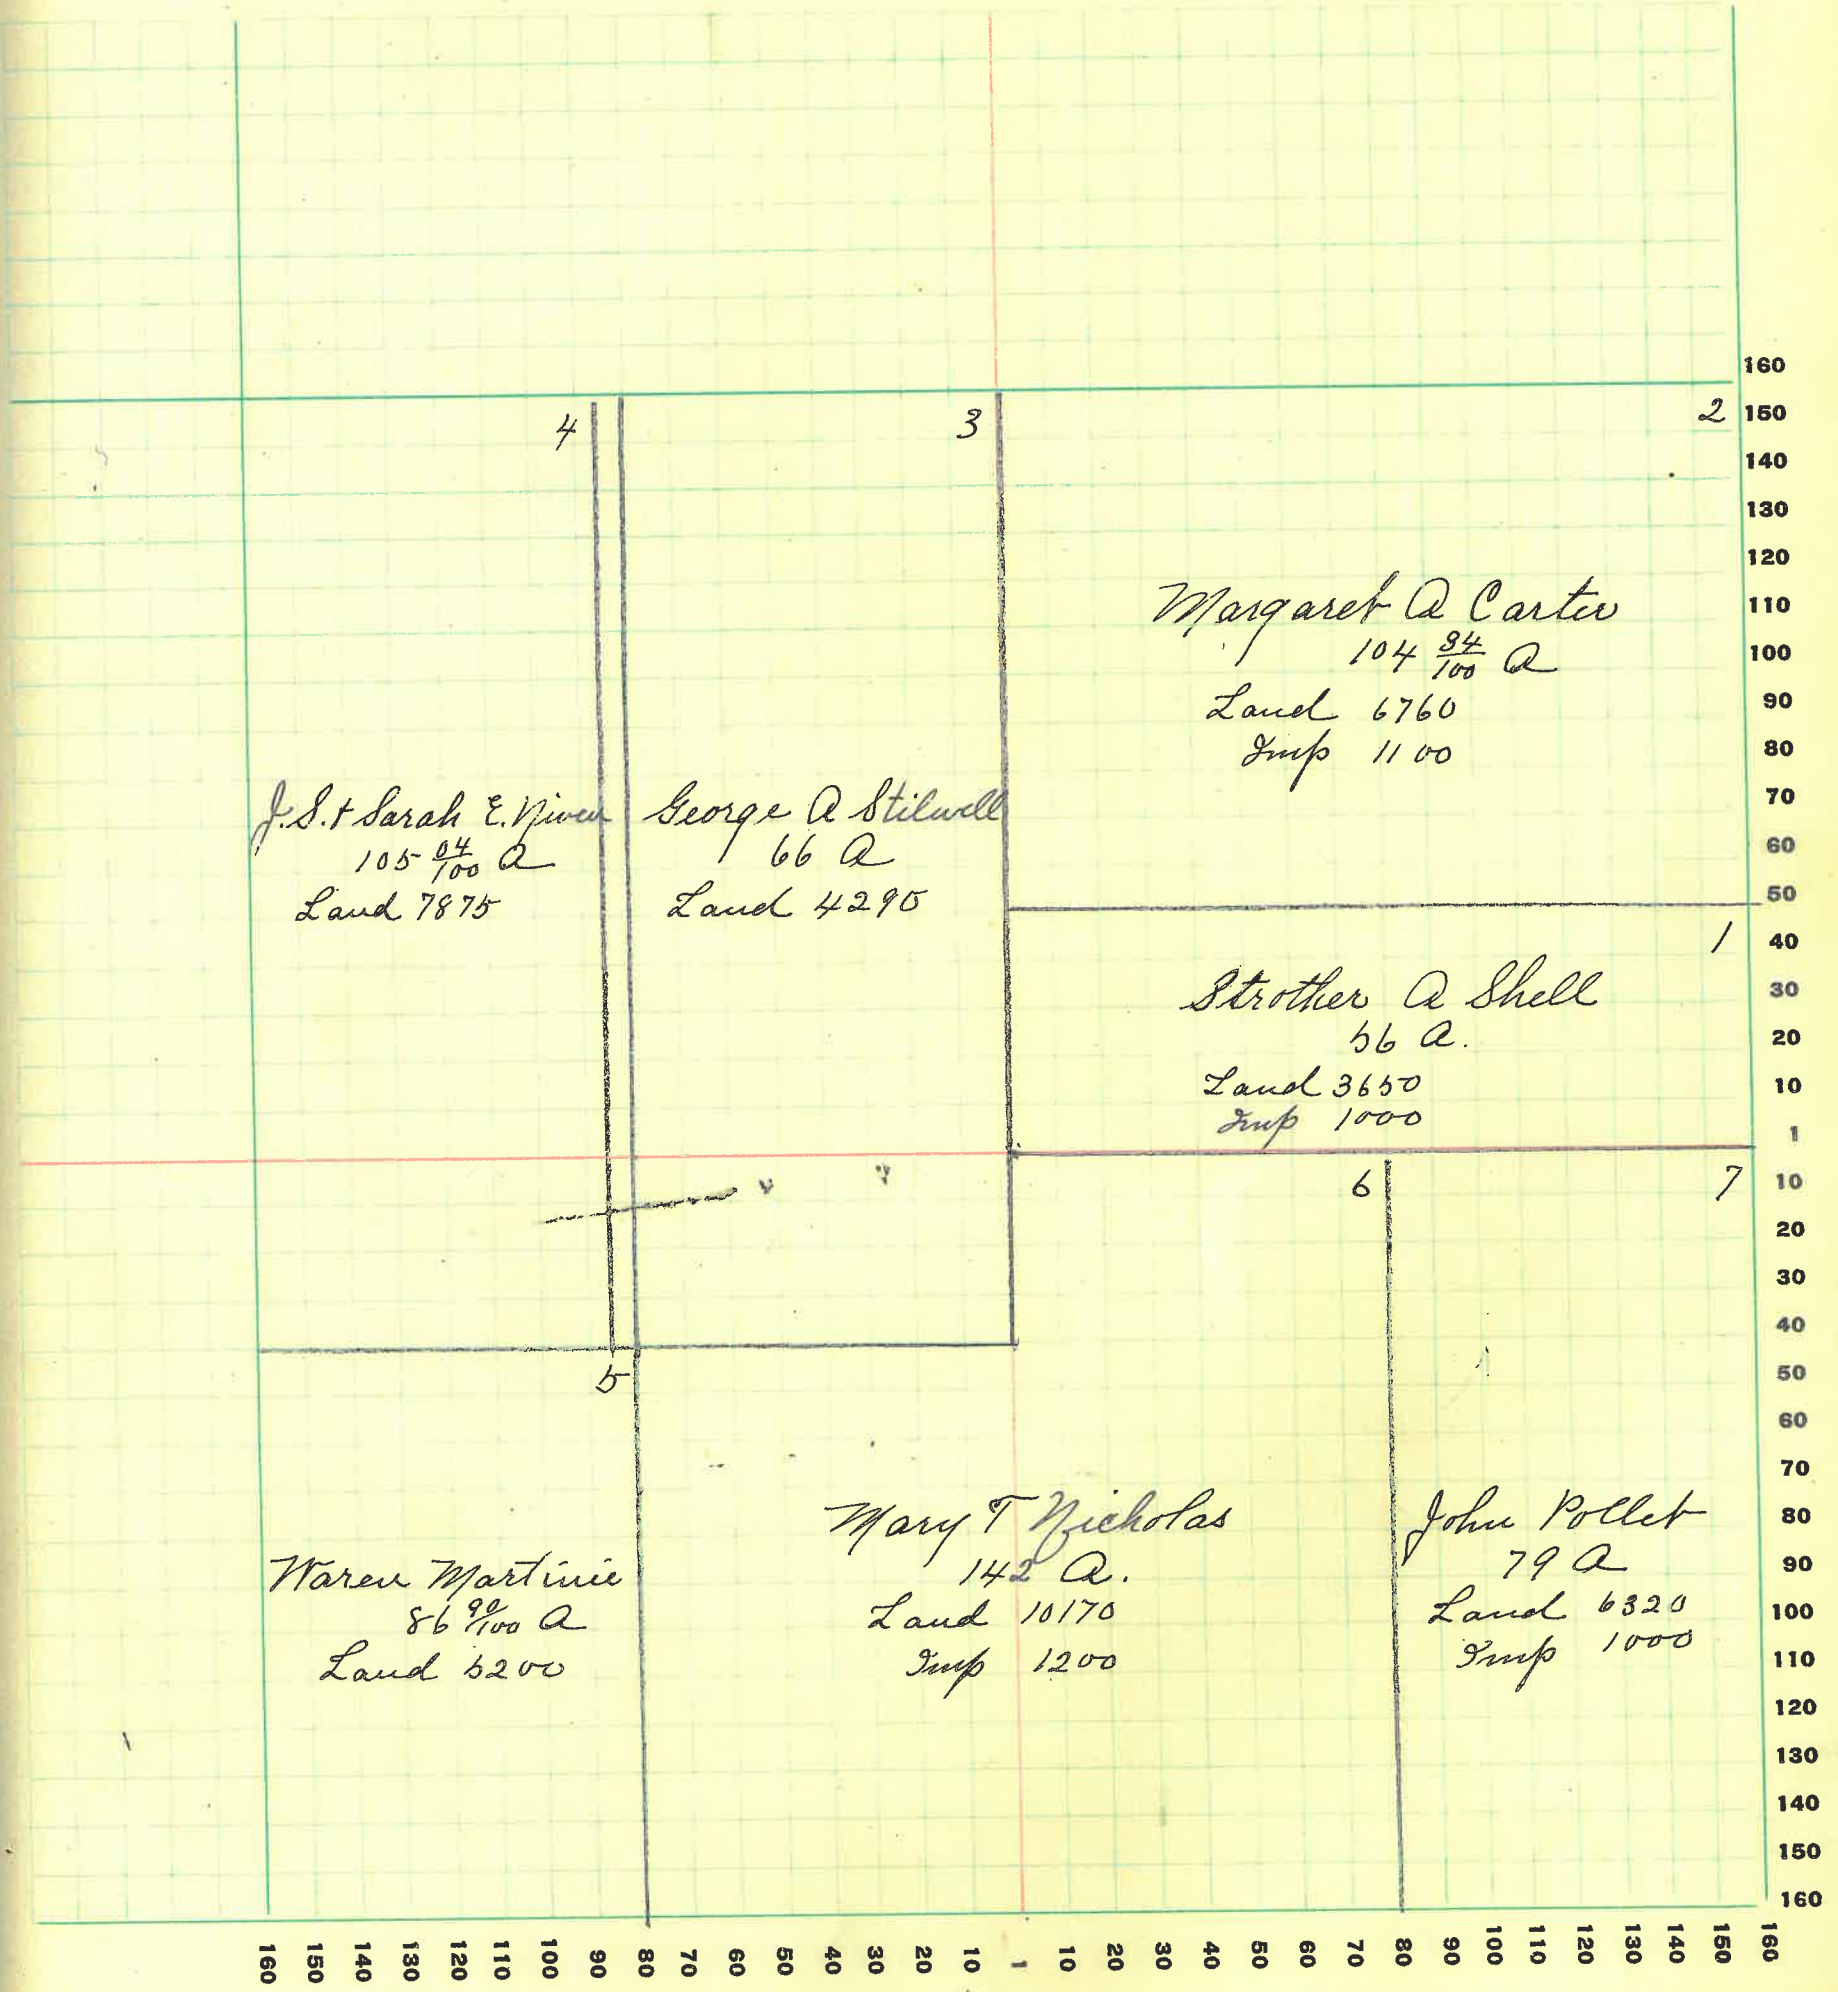 4
3
2
Margaret A Carter
104 84/100 A
Land 6760
Imp 1100
J. S. & Sarah E. Niven
105 04/100 A
Land 7875
George A Stilwell
66 A
Land 4290
1
Strother A Shell
56 A.
Land 3650
Imp 1000
6
7
5
Waren Martinie
86 90/100 A
Land 5200
Mary T Nicholas
142 A.
Land 10170
Imp 1200
John Pollet
79 A
Land 6320
Imp 1000
160
150
140
130
120
110
100
90
80
70
60
50
40
30
20
10
1
10
20
30
40
50
60
70
80
90
100
110
120
130
140
150
160
160 150 140 130 120 110 100 90 80 70 60 50 40 30 20 10 1 10 20 30 40 50 60 70 80 90 100 110 120 130 140 150 160